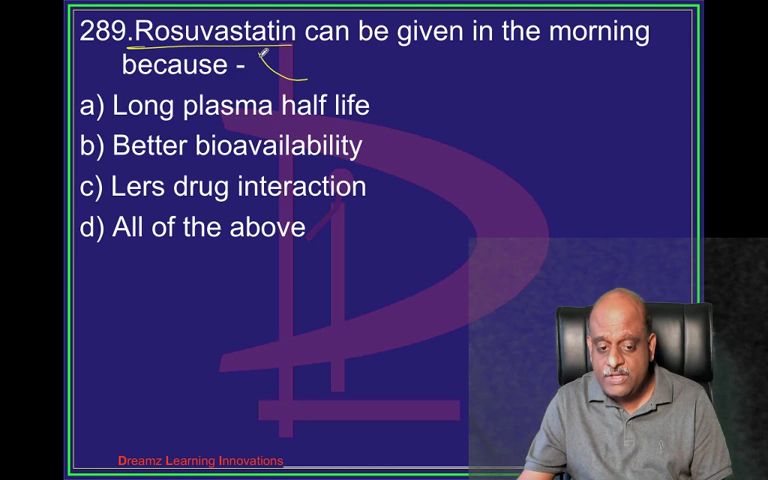 289.Rosuvastatin can be given in the morning
because -
a) Long plasma half life
b) Better bioavailability
c) Lers drug interaction
d) All of the above
Dreamz Learning Innovations